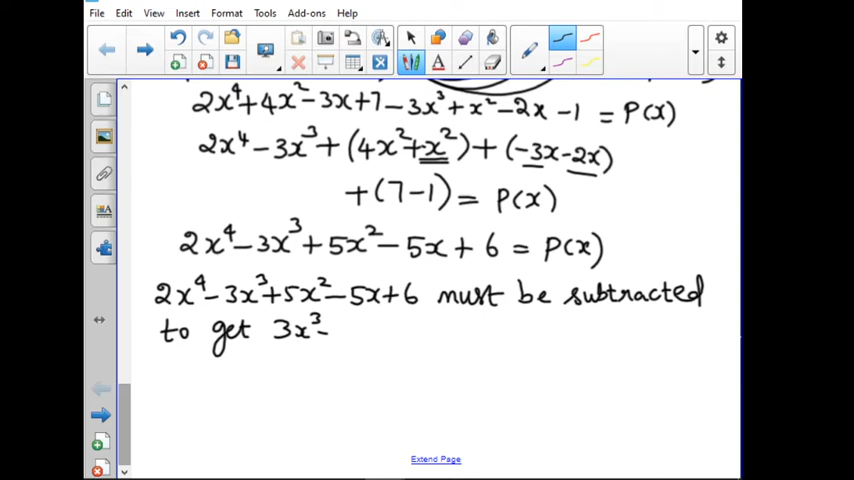 File Edit View Insert Format Tools Add-ons Help
2x⁴+4x²-3x+7-3x³+x²-2x-1 = P(x)
2x⁴-3x³+(4x²+x²)+(-3x-2x)
+(7-1) = P(x)
2x⁴-3x³+5x²-5x+6 = P(x)
2x⁴-3x³+5x²-5x+6 must be subtracted
to get 3x³-
Extend Page